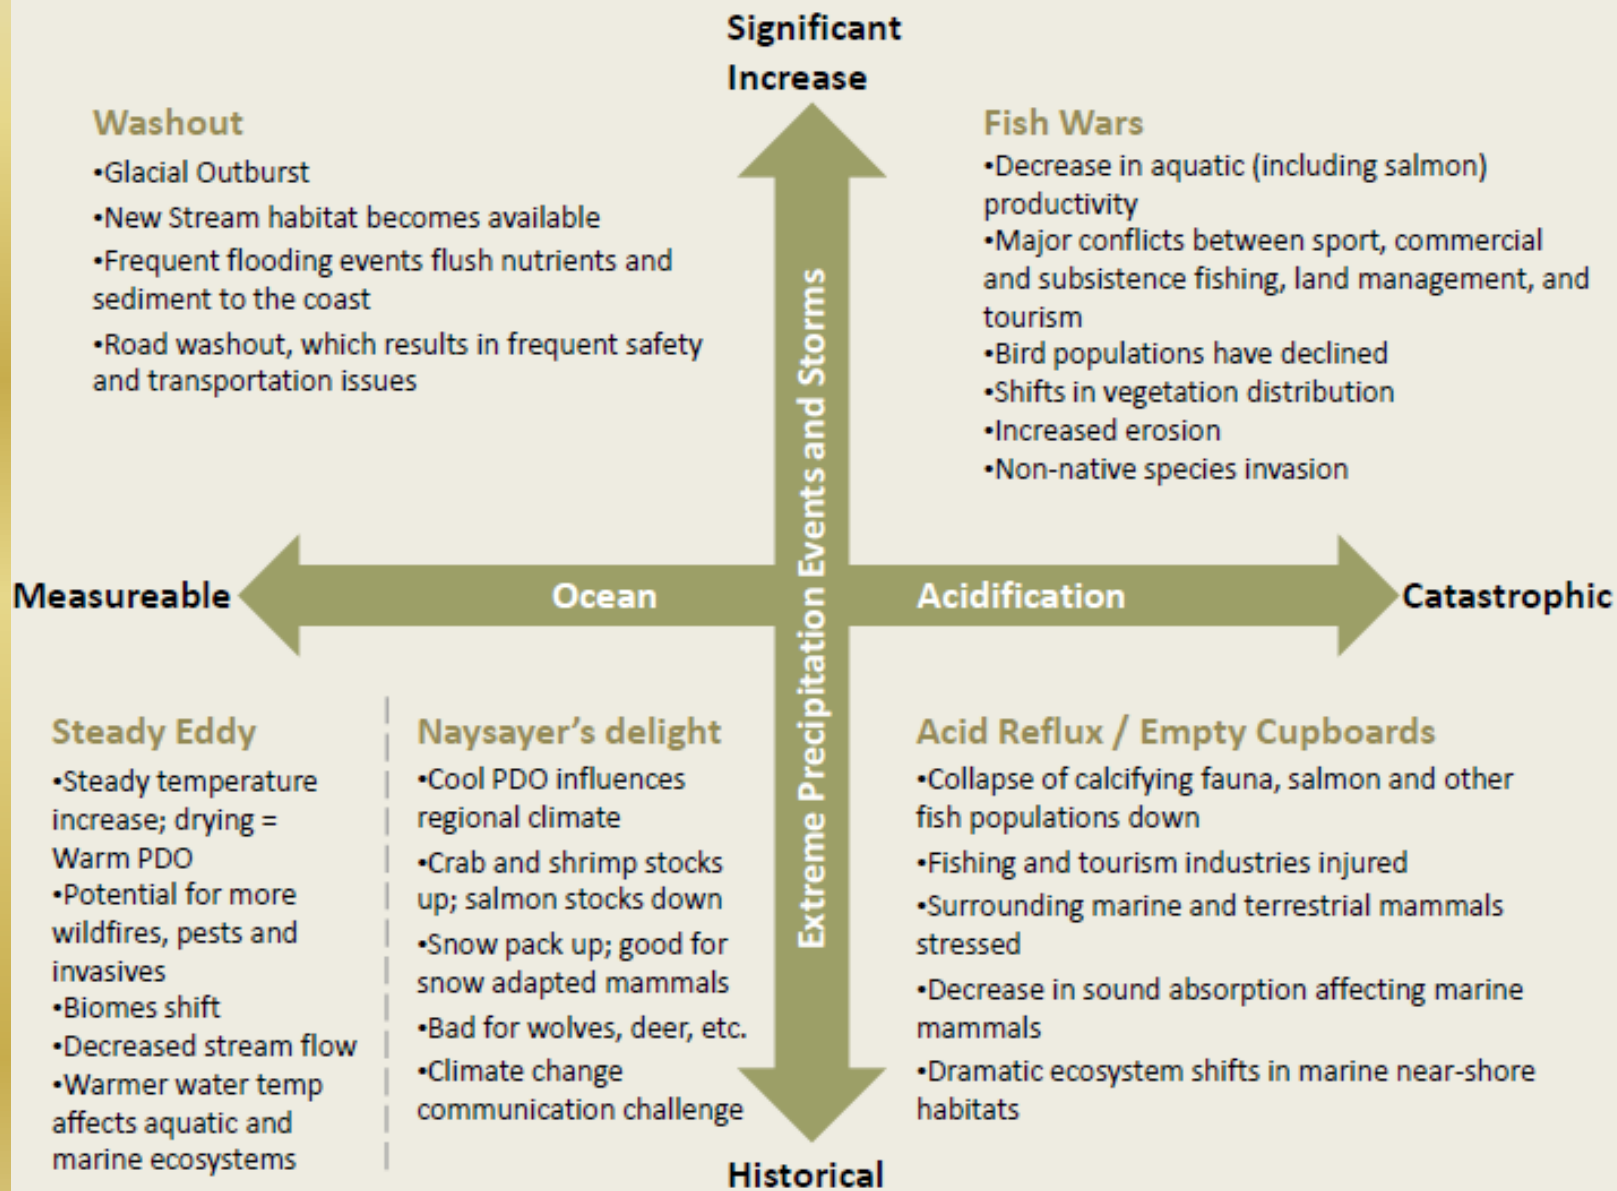 Significant
Increase
Washout
•Glacial Outburst
•New Stream habitat becomes available
•Frequent flooding events flush nutrients and
sediment to the coast
•Road washout, which results in frequent safety
and transportation issues
Fish Wars
•Decrease in aquatic (including salmon)
productivity
•Major conflicts between sport, commercial
and subsistence fishing, land management, and
tourism
•Bird populations have declined
•Shifts in vegetation distribution
•Increased erosion
•Non-native species invasion
Extreme Precipitation Events and Storms
Measureable
Ocean
Acidification
Catastrophic
Steady Eddy
•Steady temperature
increase; drying =
Warm PDO
•Potential for more
wildfires, pests and
invasives
•Biomes shift
•Decreased stream flow
•Warmer water temp
affects aquatic and
marine ecosystems
Naysayer's delight
•Cool PDO influences
regional climate
•Crab and shrimp stocks
up; salmon stocks down
•Snow pack up; good for
snow adapted mammals
•Bad for wolves, deer, etc.
•Climate change
communication challenge
Acid Reflux / Empty Cupboards
•Collapse of calcifying fauna, salmon and other
fish populations down
•Fishing and tourism industries injured
•Surrounding marine and terrestrial mammals
stressed
•Decrease in sound absorption affecting marine
mammals
•Dramatic ecosystem shifts in marine near-shore
habitats
Historical